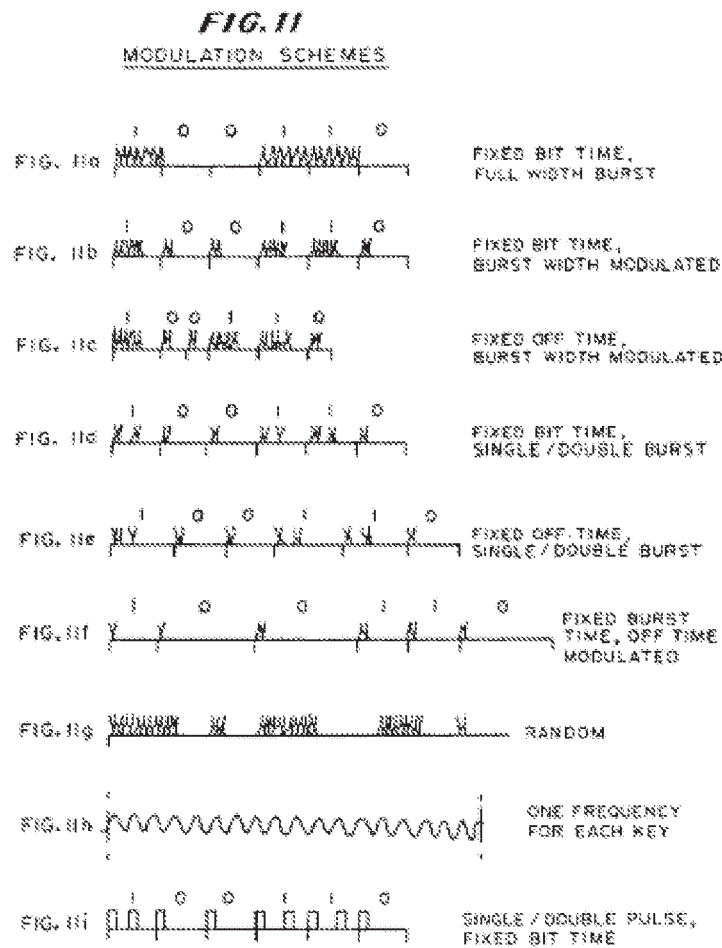 FIG. 11
MODULATION SCHEMES
1 0 0 1 1 0
FIG. 11a
FIXED BIT TIME,
FULL WIDTH BURST
1 0 0 1 1 0
FIG. 11b
FIXED BIT TIME,
BURST WIDTH MODULATED
1 0 0 1 1 0
FIG. 11c
FIXED OFF TIME,
BURST WIDTH MODULATED
1 0 0 1 1 0
FIG. 11d
FIXED BIT TIME,
SINGLE/DOUBLE BURST
1 0 0 1 1 0
FIG. 11e
FIXED OFF-TIME,
SINGLE/DOUBLE BURST
1 0 0 1 1 0
FIG. 11f
FIXED BURST
TIME, OFF TIME
MODULATED
FIG. 11g
RANDOM
FIG. 11h
ONE FREQUENCY
FOR EACH KEY
1 0 0 1 1 0
FIG. 11i
SINGLE/DOUBLE PULSE,
FIXED BIT TIME